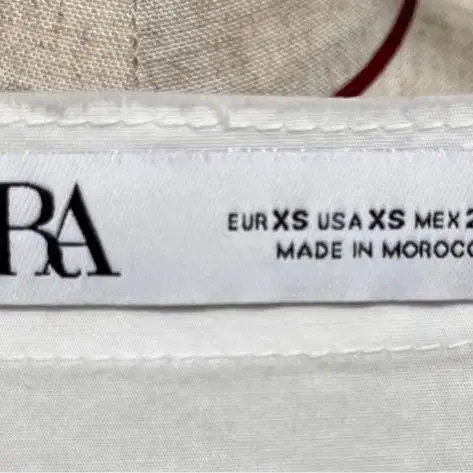 RA
EUR XS USA XS MEX 2
MADE IN MOROCC